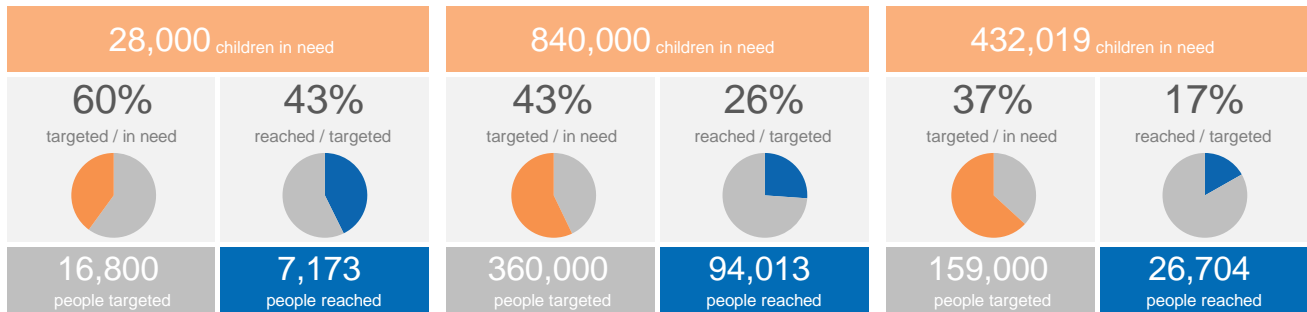 28,000 children in need
60%
targeted / in need
43%
reached / targeted
16,800
people targeted
7,173
people reached
840,000 children in need
43%
targeted / in need
26%
reached / targeted
360,000
people targeted
94,013
people reached
432,019 children in need
37%
targeted / in need
17%
reached / targeted
159,000
people targeted
26,704
people reached